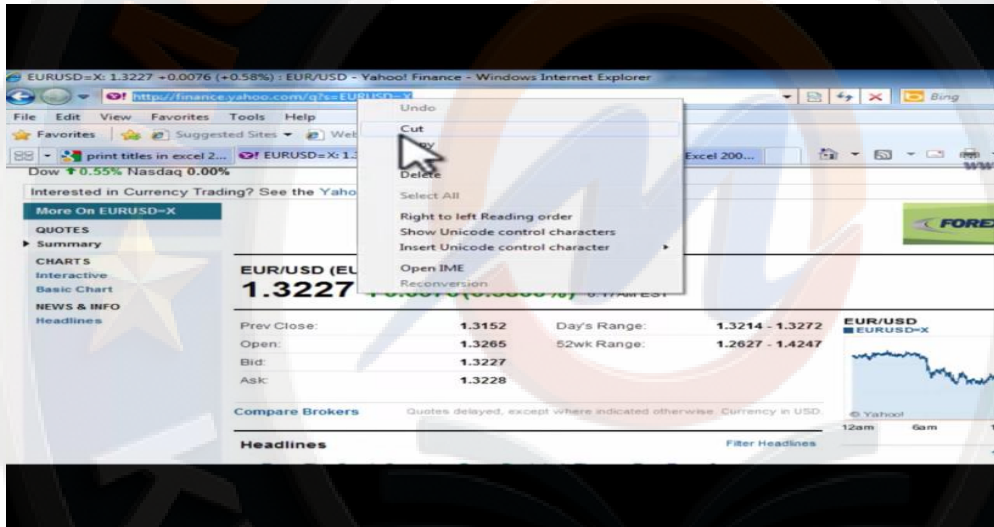 EURUSD=X: 1.3227 +0.0076 (+0.58%) : EUR/USD - Yahoo! Finance - Windows Internet Explorer
http://finance.yahoo.com/q?s=EURUSD=X
Bing
File Edit View Favorites Tools Help
Favorites Suggested Sites Web
print titles in excel 2... EURUSD=X: 1.3 Excel 200...
WW
Dow 0.55% Nasdaq 0.00%
Interested in Currency Trading? See the Yaho
Undo
Cut
Delete
Select All
Right to left Reading order
Show Unicode control characters
Insert Unicode control character
Open IME
Reconversion
More On EURUSD=X
QUOTES
Summary
CHARTS
Interactive
Basic Chart
NEWS & INFO
Headlines
FORE
EUR/USD (EU
1.3227
Prev Close: 1.3152 Day's Range: 1.3214 - 1.3272
Open: 1.3265 52wk Range: 1.2627 - 1.4247
Bid: 1.3227
Ask: 1.3228
EUR/USD
EURUSD=X
© Yahoo!
12am 6am
Compare Brokers Quotes delayed, except where indicated otherwise. Currency in USD.
Headlines Filter Headlines